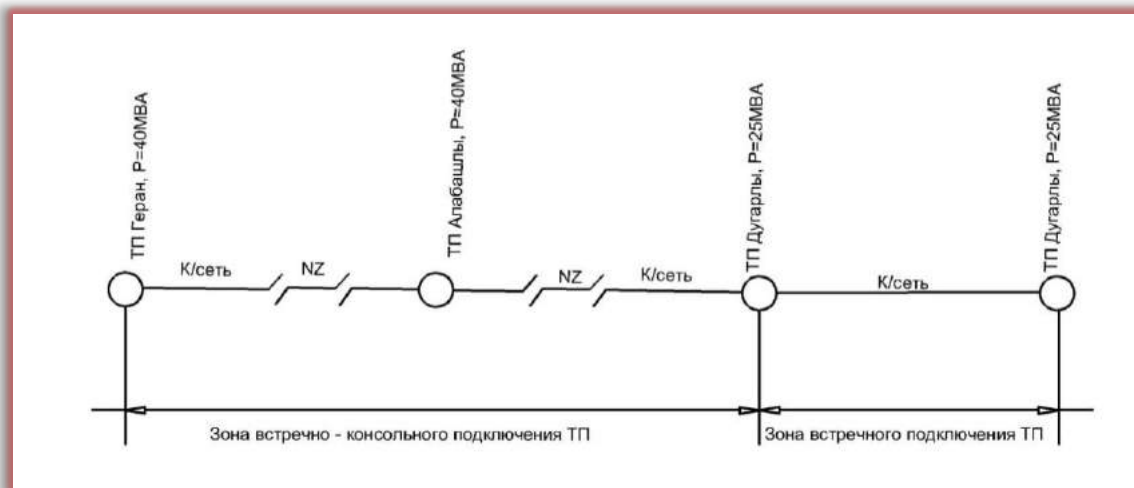 ТП Геран, Р=40МВА
ТП Алабашлы, Р=40МВА
ТП Дугарлы, Р=25МВА
ТП Дугарлы, Р=25МВА
К/сеть
NZ
NZ
К/сеть
К/сеть
Зона встречно - консольного подключения ТП
Зона встречного подключения ТП